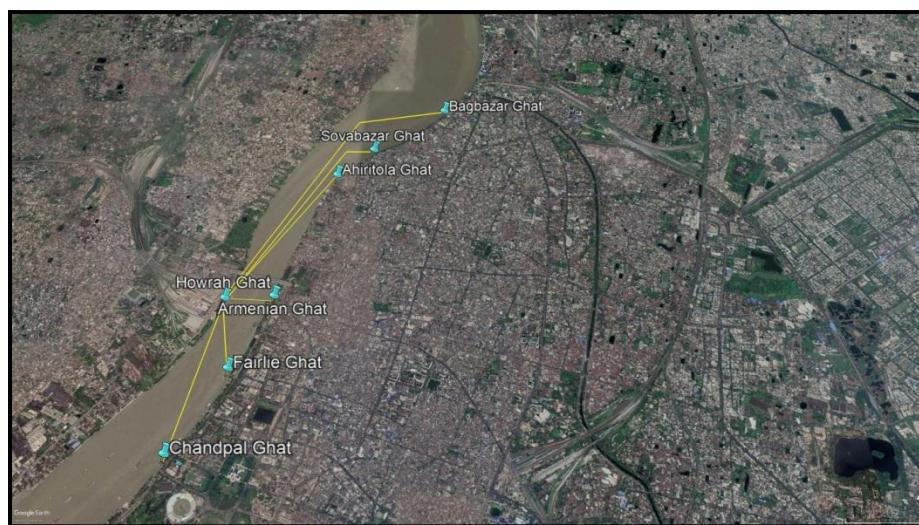 Bagbazar Ghat
Sovabazar Ghat
Ahiritola Ghat
Howrah Ghat
Armenian Ghat
Fairlie Ghat
Chandpal Ghat
Google Earth